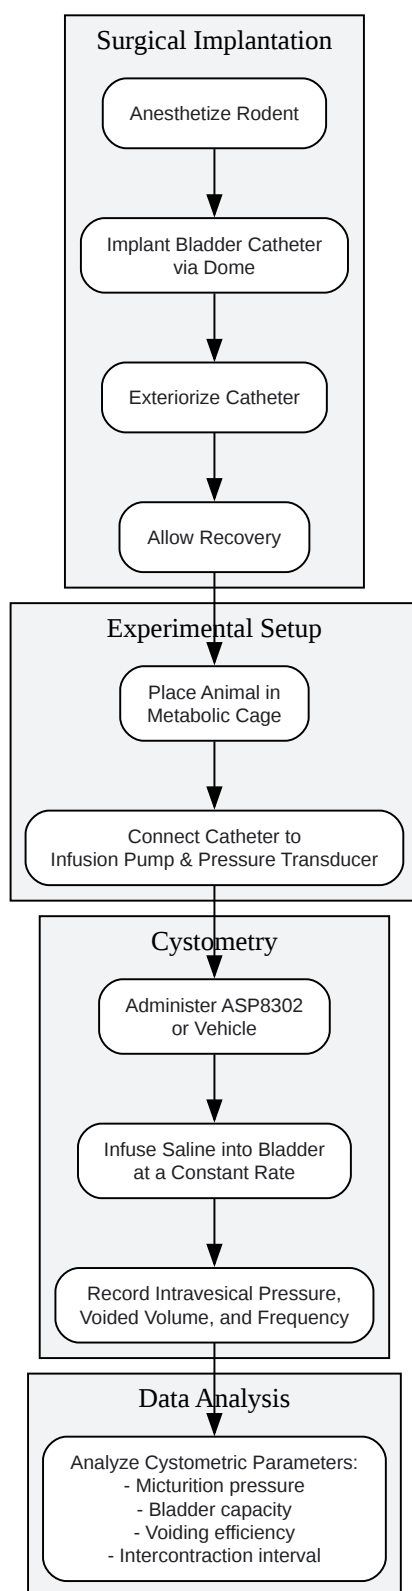 Surgical Implantation
Anesthetize Rodent
Implant Bladder Catheter
via Dome
Exteriorize Catheter
Allow Recovery
Experimental Setup
Place Animal in
Metabolic Cage
Connect Catheter to
Infusion Pump & Pressure Transducer
Cystometry
Administer ASP8302
or Vehicle
Infuse Saline into Bladder
at a Constant Rate
Record Intravesical Pressure,
Voided Volume, and Frequency
Data Analysis
Analyze Cystometric Parameters:
- Micturition pressure
- Bladder capacity
- Voiding efficiency
- Intercontraction interval